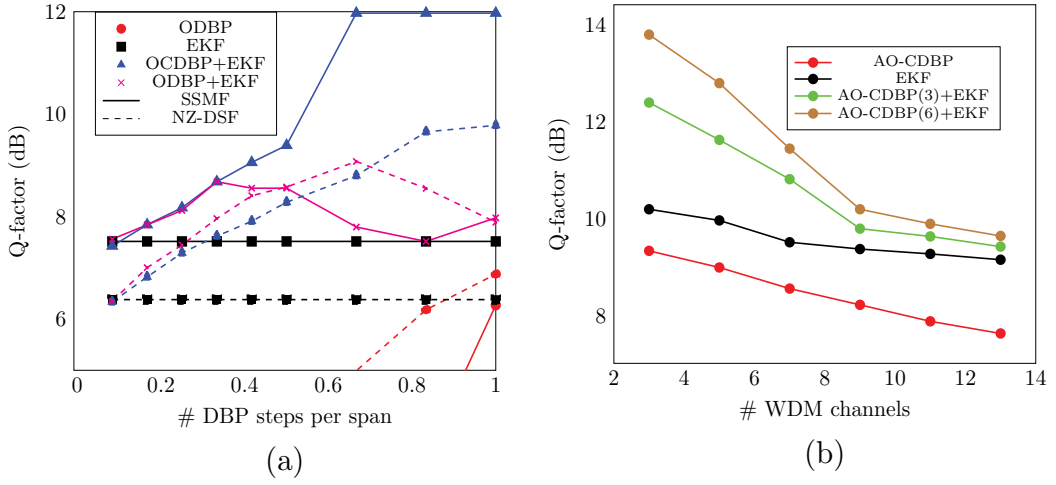 12
10
8
6
Q-factor (dB)
ODBP
EKF
OCDBP+EKF
ODBP+EKF
SSMF
NZ-DSF
0 0.2 0.4 0.6 0.8 1
# DBP steps per span
(a)
14
12
10
8
Q-factor (dB)
AO-CDBP
EKF
AO-CDBP(3)+EKF
AO-CDBP(6)+EKF
2 4 6 8 10 12 14
# WDM channels
(b)